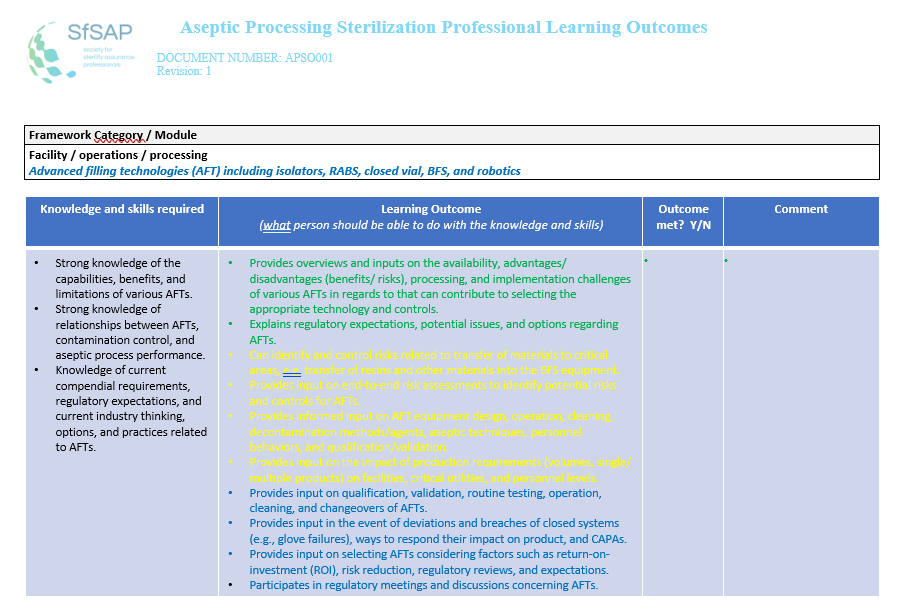 SfSAP
society for
sterility assurance
professionals
Aseptic Processing Sterilization Professional Learning Outcomes
DOCUMENT NUMBER: APSO001
Revision: 1
Framework Category / Module
Facility / operations / processing
Advanced filling technologies (AFT) including isolators, RABS, closed vial, BFS, and robotics
Knowledge and skills required
Learning Outcome
(what person should be able to do with the knowledge and skills)
Outcome
met? Y/N
Comment
• Strong knowledge of the
capabilities, benefits, and
limitations of various AFTs.
• Strong knowledge of
relationships between AFTs,
contamination control, and
aseptic process performance.
• Knowledge of current
compendial requirements,
regulatory expectations, and
current industry thinking,
options, and practices related
to AFTs.
• Provides overviews and inputs on the availability, advantages/
disadvantages (benefits/ risks), processing, and implementation challenges
of various AFTs in regards to that can contribute to selecting the
appropriate technology and controls.
• Explains regulatory expectations, potential issues, and options regarding
AFTs.
• Can identify and control risks related to transfer of materials to critical
areas, e.g. transfer of resins and other materials into the BFS equipment.
• Provides input on end-to-end risk assessments to identify potential risks
and controls for AFTs.
• Provides informed input on AFT equipment design, operation, cleaning,
decontamination methods/agents, aseptic techniques, personnel
behaviors, and qualification/validation.
• Provides input on the impact of production requirements (volumes, single/
multiple products) on facilities, critical utilities, and personnel levels.
• Provides input on qualification, validation, routine testing, operation,
cleaning, and changeovers of AFTs.
• Provides input in the event of deviations and breaches of closed systems
(e.g., glove failures), ways to respond their impact on product, and CAPAs.
• Provides input on selecting AFTs considering factors such as return-on-
investment (ROI), risk reduction, regulatory reviews, and expectations.
• Participates in regulatory meetings and discussions concerning AFTs.